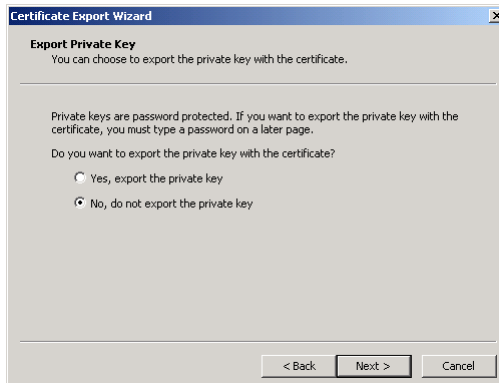 Certificate Export Wizard
Export Private Key
You can choose to export the private key with the certificate.
Private keys are password protected. If you want to export the private key with the
certificate, you must type a password on a later page.
Do you want to export the private key with the certificate?
Yes, export the private key
No, do not export the private key
< Back
Next >
Cancel